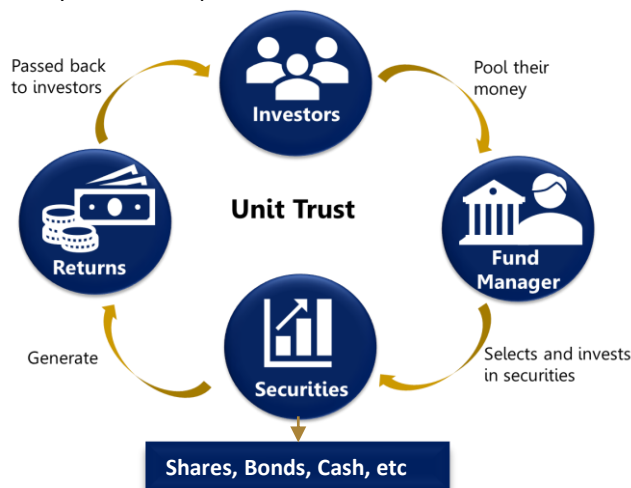 Passed back
to investors
Investors
Pool their
money
Unit Trust
Returns
Fund
Manager
Generate
Securities
Selects and invests
in securities
Shares, Bonds, Cash, etc